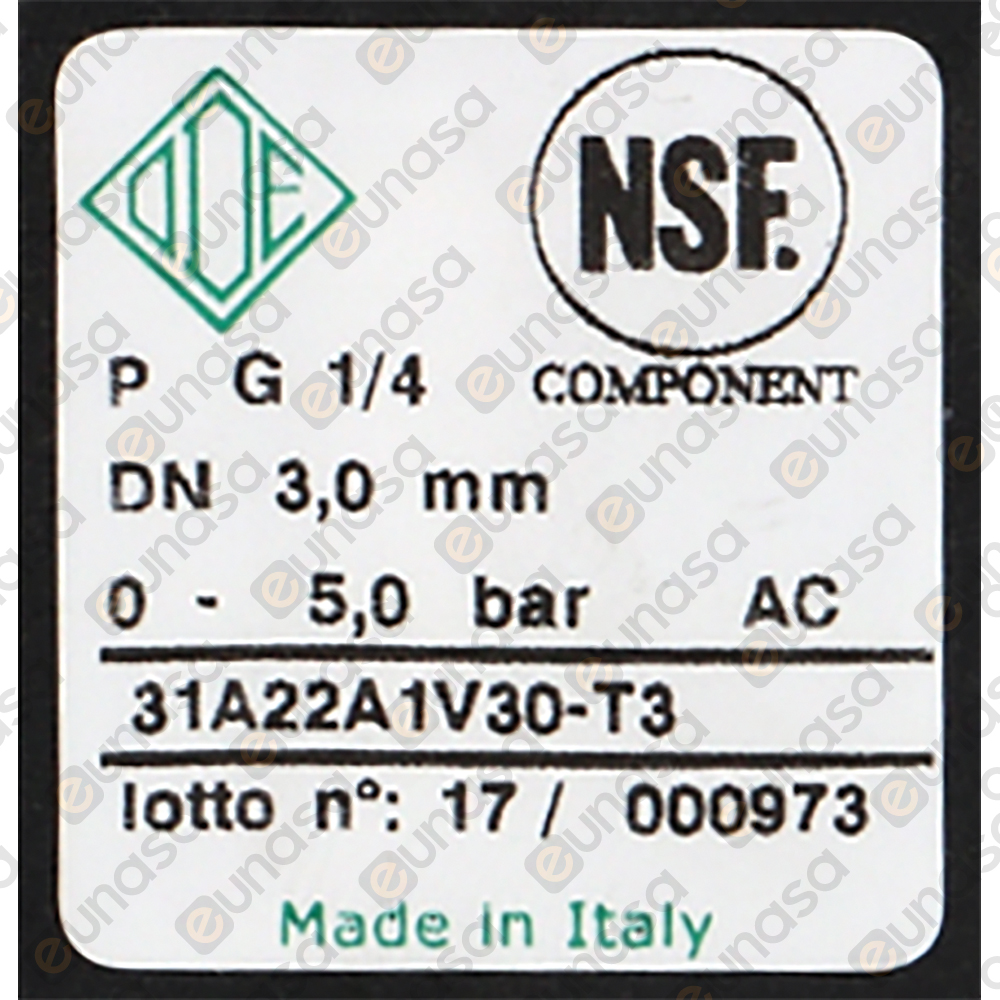 ODE
NSF.
COMPONENT
P G 1/4
DN 3,0 mm
0 - 5,0 bar AC
31A22A1V30-T3
lotto n°: 17 / 000973
Made in Italy
eunasa